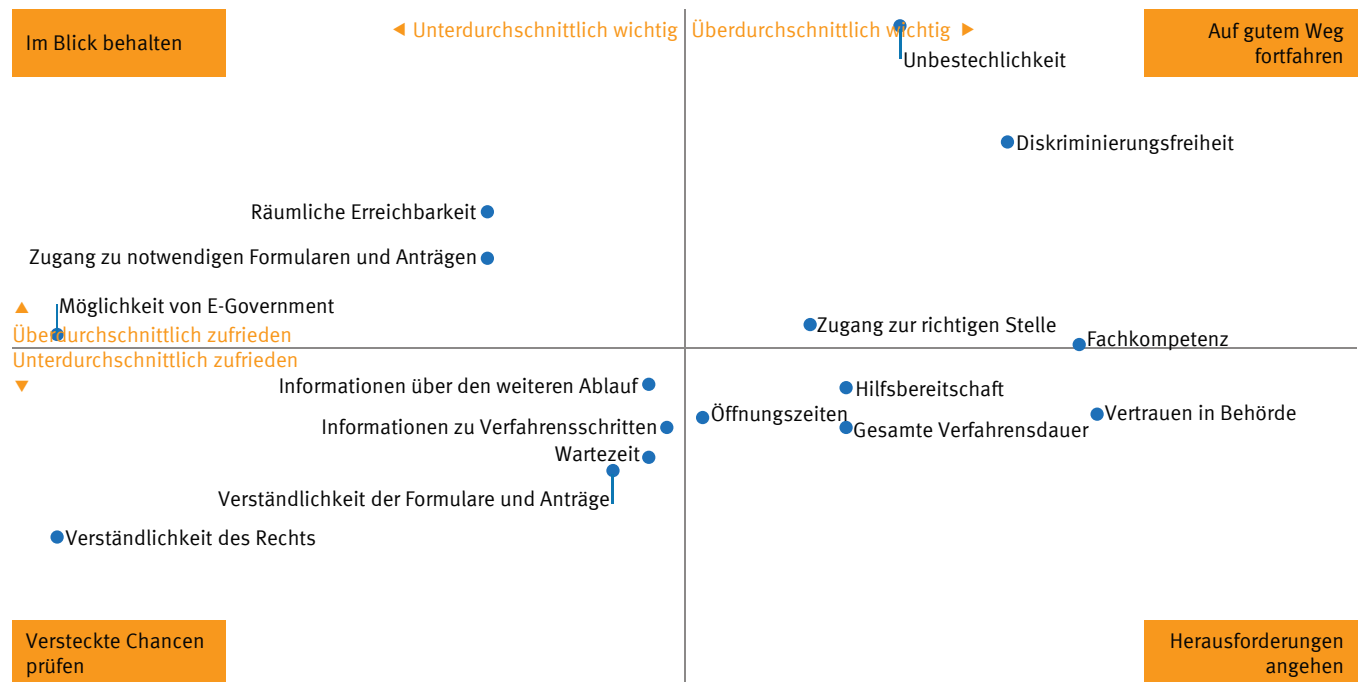 Im Blick behalten
◄ Unterdurchschnittlich wichtig
Überdurchschnittlich wichtig ►
Auf gutem Weg
fortfahren
Unbestechlichkeit
Diskriminierungsfreiheit
Räumliche Erreichbarkeit
Zugang zu notwendigen Formularen und Anträgen
Möglichkeit von E-Government
Überdurchschnittlich zufrieden
Unterdurchschnittlich zufrieden
Zugang zur richtigen Stelle
Fachkompetenz
Informationen über den weiteren Ablauf
Hilfsbereitschaft
Öffnungszeiten
Vertrauen in Behörde
Informationen zu Verfahrensschritten
Gesamte Verfahrensdauer
Wartezeit
Verständlichkeit der Formulare und Anträge
Verständlichkeit des Rechts
Versteckte Chancen
prüfen
Herausforderungen
angehen